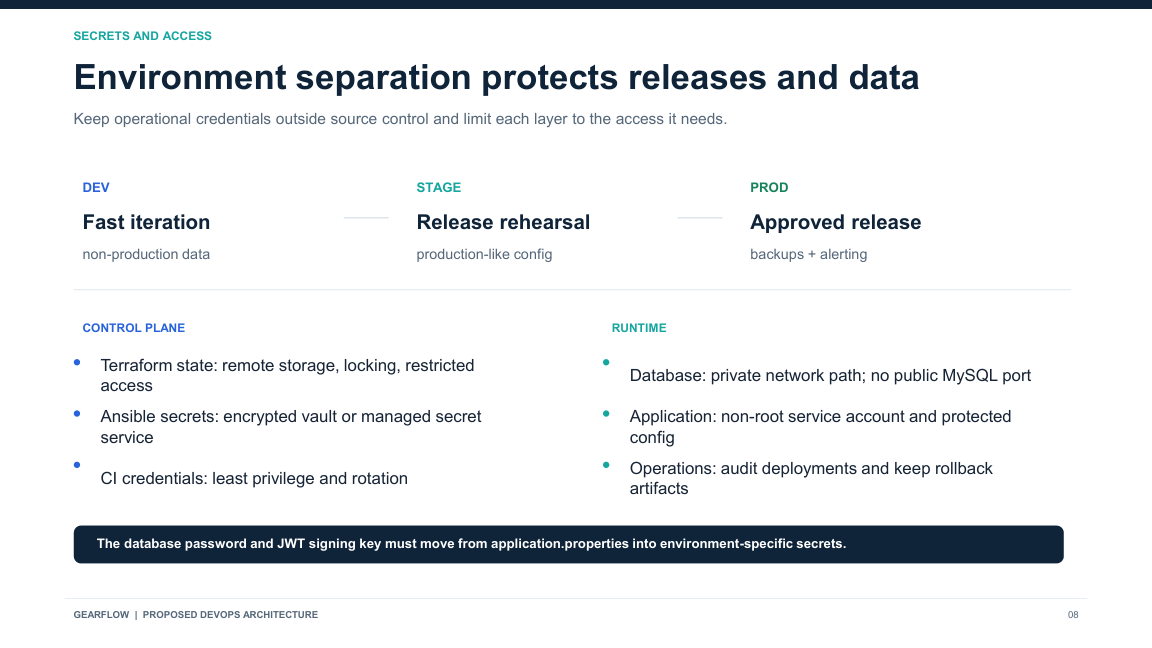 SECRETS AND ACCESS
Environment separation protects releases and data
Keep operational credentials outside source control and limit each layer to the access it needs.
DEV
Fast iteration
non-production data
STAGE
Release rehearsal
production-like config
PROD
Approved release
backups + alerting
CONTROL PLANE
• Terraform state: remote storage, locking, restricted
access
• Ansible secrets: encrypted vault or managed secret
service
• CI credentials: least privilege and rotation
RUNTIME
• Database: private network path; no public MySQL port
• Application: non-root service account and protected
config
• Operations: audit deployments and keep rollback
artifacts
The database password and JWT signing key must move from application.properties into environment-specific secrets.
GEARFLOW | PROPOSED DEVOPS ARCHITECTURE
08